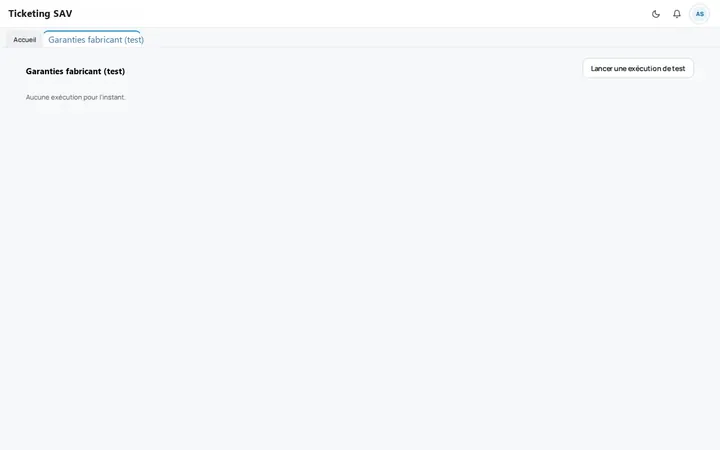 Ticketing SAV
AS
Accueil
Garanties fabricant (test)
Garanties fabricant (test)
Lancer une exécution de test
Aucune exécution pour l'instant.